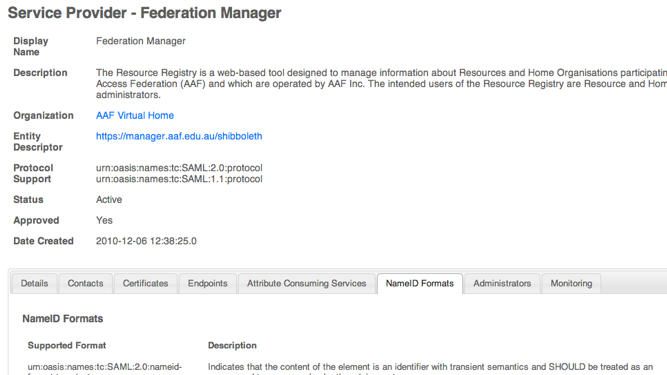 Service Provider - Federation Manager
Display Name Federation Manager
Description The Resource Registry is a web-based tool designed to manage information about Resources and Home Organisations participatin
Access Federation (AAF) and which are operated by AAF Inc. The intended users of the Resource Registry are Resource and Hom
administrators.
Organization AAF Virtual Home
Entity Descriptor https://manager.aaf.edu.au/shibboleth
Protocol urn:oasis:names:tc:SAML:2.0:protocol
Support urn:oasis:names:tc:SAML:1.1:protocol
Status Active
Approved Yes
Date Created 2010-12-06 12:38:25.0
Details Contacts Certificates Endpoints Attribute Consuming Services NameID Formats Administrators Monitoring
NameID Formats
Supported Format Description
urn:oasis:names:tc:SAML:2.0:nameid- Indicates that the content of the element is an identifier with transient semantics and SHOULD be treated as an